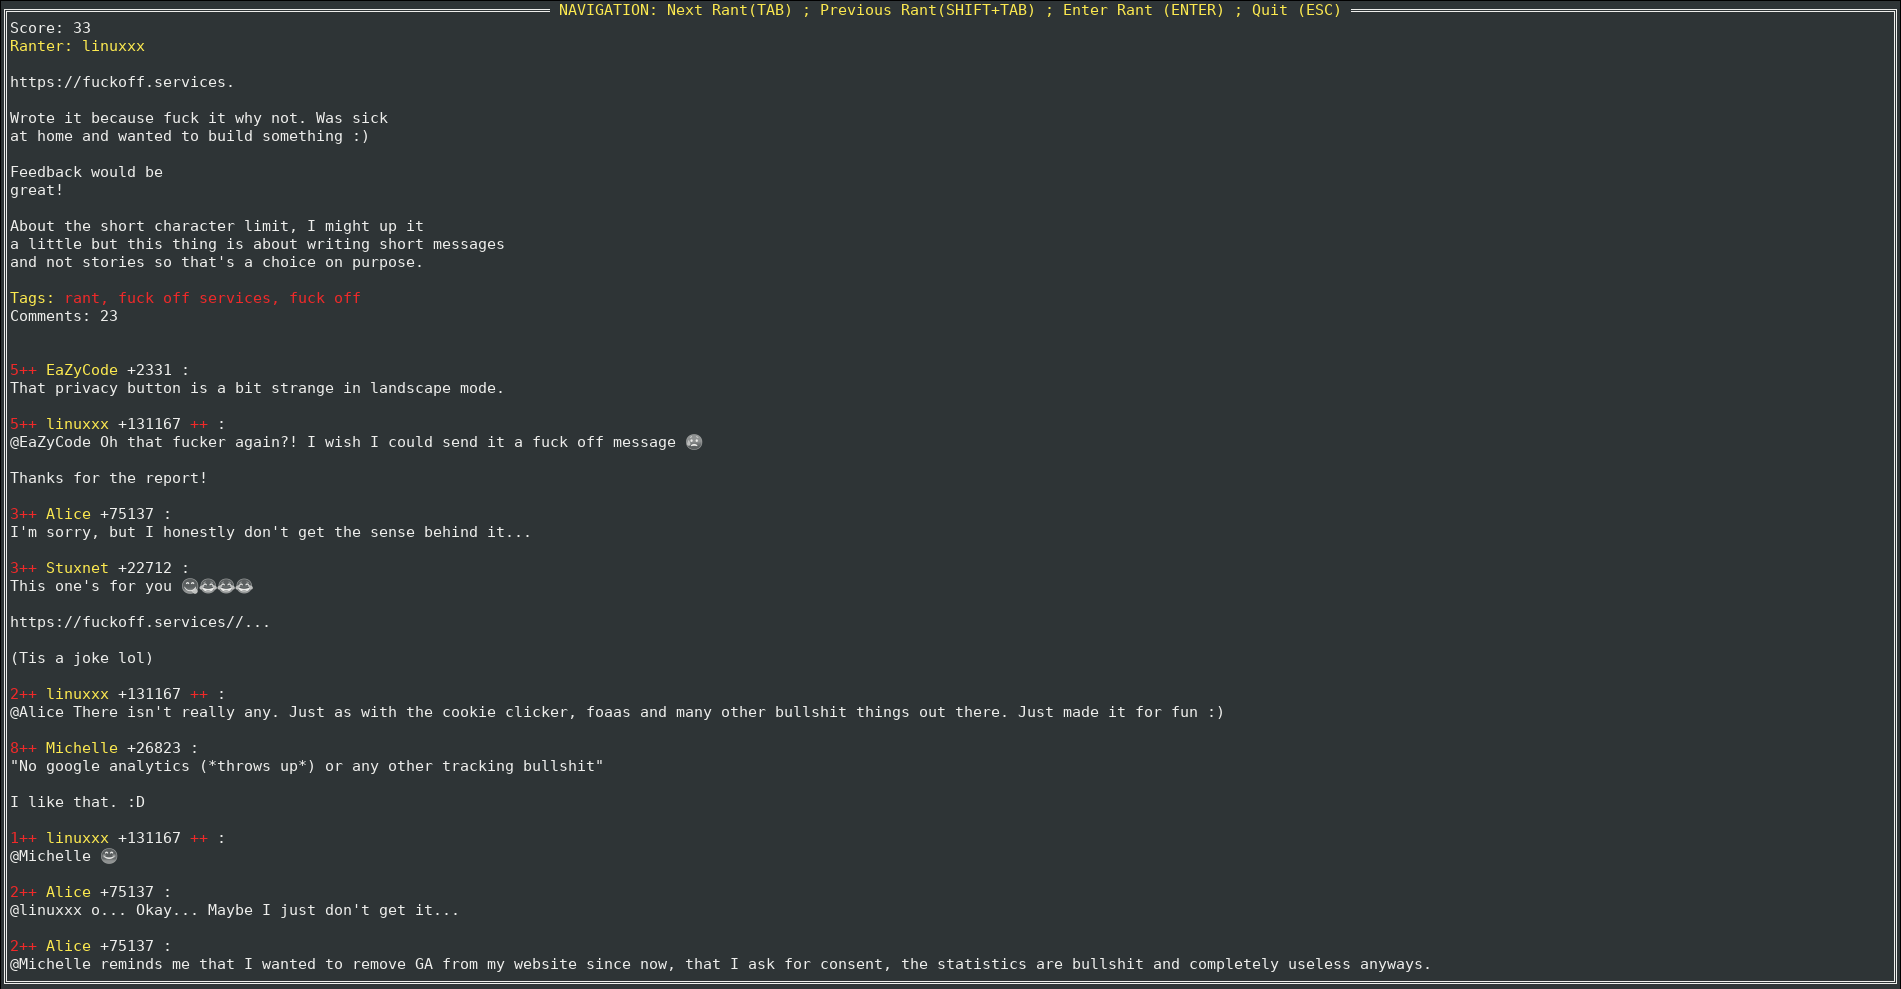 NAVIGATION: Next Rant(TAB) ; Previous Rant(SHIFT+TAB) ; Enter Rant (ENTER) ; Quit (ESC)
Score: 33
Ranter: linuxxx
https://fuckoff.services.
Wrote it because fuck it why not. Was sick
at home and wanted to build something :)
Feedback would be
great!
About the short character limit, I might up it
a little but this thing is about writing short messages
and not stories so that's a choice on purpose.
Tags: rant, fuck off services, fuck off
Comments: 23
5++ EaZyCode +2331 :
That privacy button is a bit strange in landscape mode.
5++ linuxxx +131167 ++ :
@EaZyCode Oh that fucker again?! I wish I could send it a fuck off message 😢
Thanks for the report!
3++ Alice +75137 :
I'm sorry, but I honestly don't get the sense behind it...
3++ Stuxnet +22712 :
This one's for you 🤣😂😂😂
https://fuckoff.services//...
(Tis a joke lol)
2++ linuxxx +131167 ++ :
@Alice There isn't really any. Just as with the cookie clicker, foaas and many other bullshit things out there. Just made it for fun :)
8++ Michelle +26823 :
"No google analytics (*throws up*) or any other tracking bullshit"
I like that. :D
1++ linuxxx +131167 ++ :
@Michelle 😊
2++ Alice +75137 :
@linuxxx o... Okay... Maybe I just don't get it...
2++ Alice +75137 :
@Michelle reminds me that I wanted to remove GA from my website since now, that I ask for consent, the statistics are bullshit and completely useless anyways.